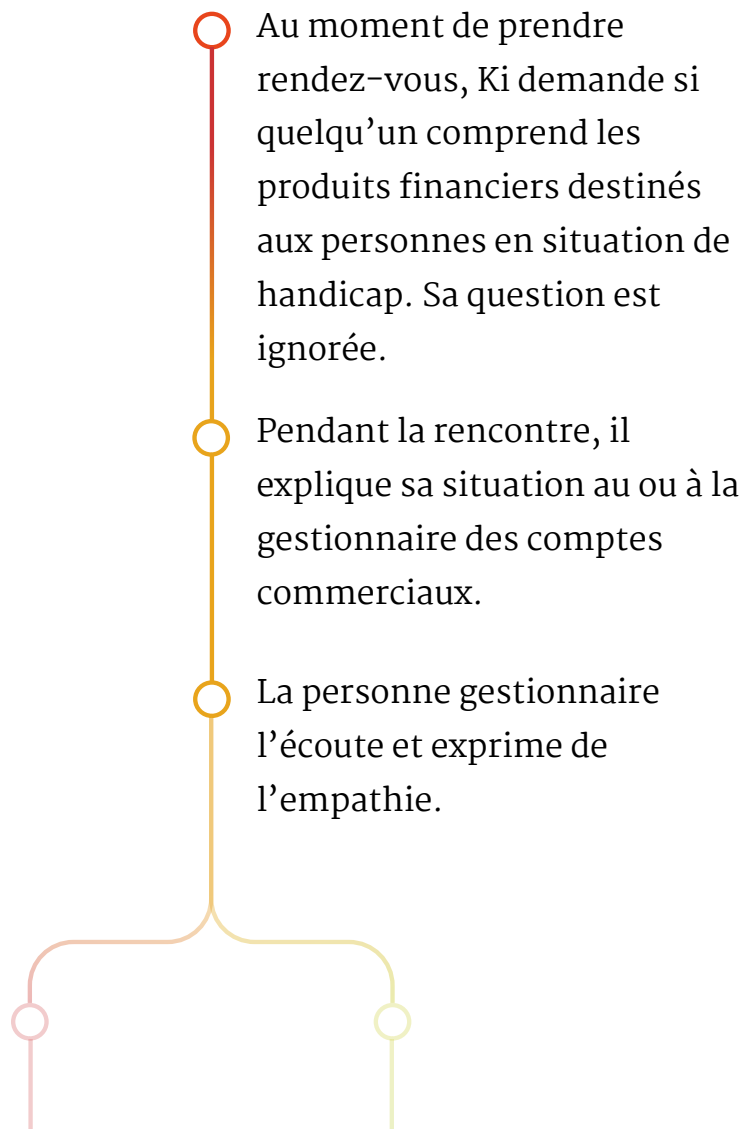 Au moment de prendre
rendez-vous, Ki demande si
quelqu’un comprend les
produits financiers destinés
aux personnes en situation de
handicap. Sa question est
ignorée.
Pendant la rencontre, il
explique sa situation au ou à la
gestionnaire des comptes
commerciaux.
La personne gestionnaire
l’écoute et exprime de
l’empathie.